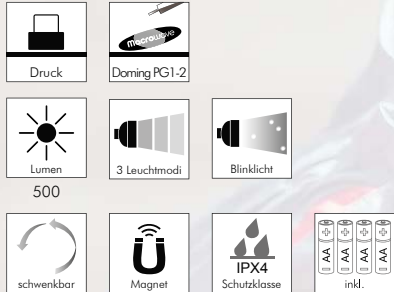 macrowave
Druck
Doming PG1-2
Lumen
3 Leuchtmodi
Blinklicht
500
IPX4
AA AA AA AA
schwenkbar
Magnet
Schutzklasse
inkl.